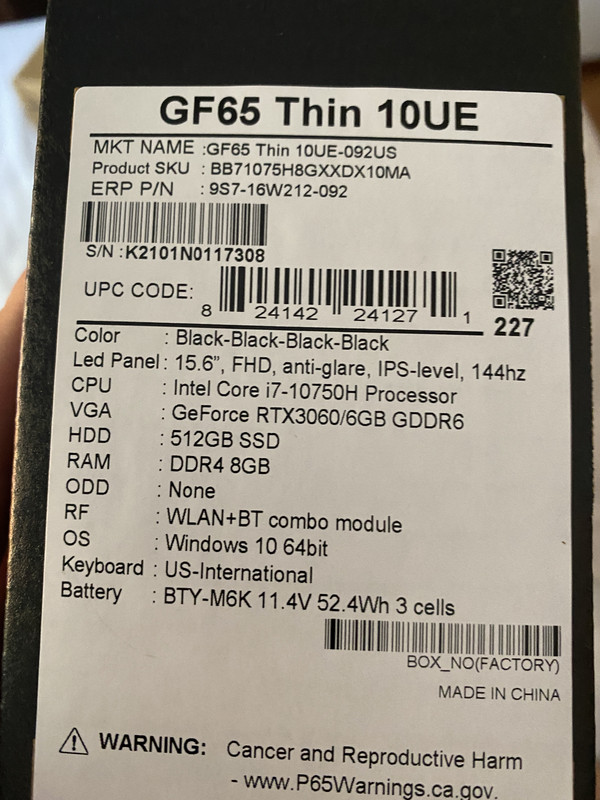 GF65 Thin 10UE
MKT NAME :GF65 Thin 10UE-092US
Product SKU : BB71075H8GXXDX10MA
ERP P/N : 9S7-16W212-092
S/N :K2101N0117308
UPC CODE: 8 24142 24127 1
227
Color : Black-Black-Black-Black
Led Panel : 15.6", FHD, anti-glare, IPS-level, 144hz
CPU : Intel Core i7-10750H Processor
VGA : GeForce RTX3060/6GB GDDR6
HDD : 512GB SSD
RAM : DDR4 8GB
ODD : None
RF : WLAN+BT combo module
OS : Windows 10 64bit
Keyboard : US-International
Battery : BTY-M6K 11.4V 52.4Wh 3 cells
BOX_NO(FACTORY)
MADE IN CHINA
WARNING: Cancer and Reproductive Harm
- www.P65Warnings.ca.gov.